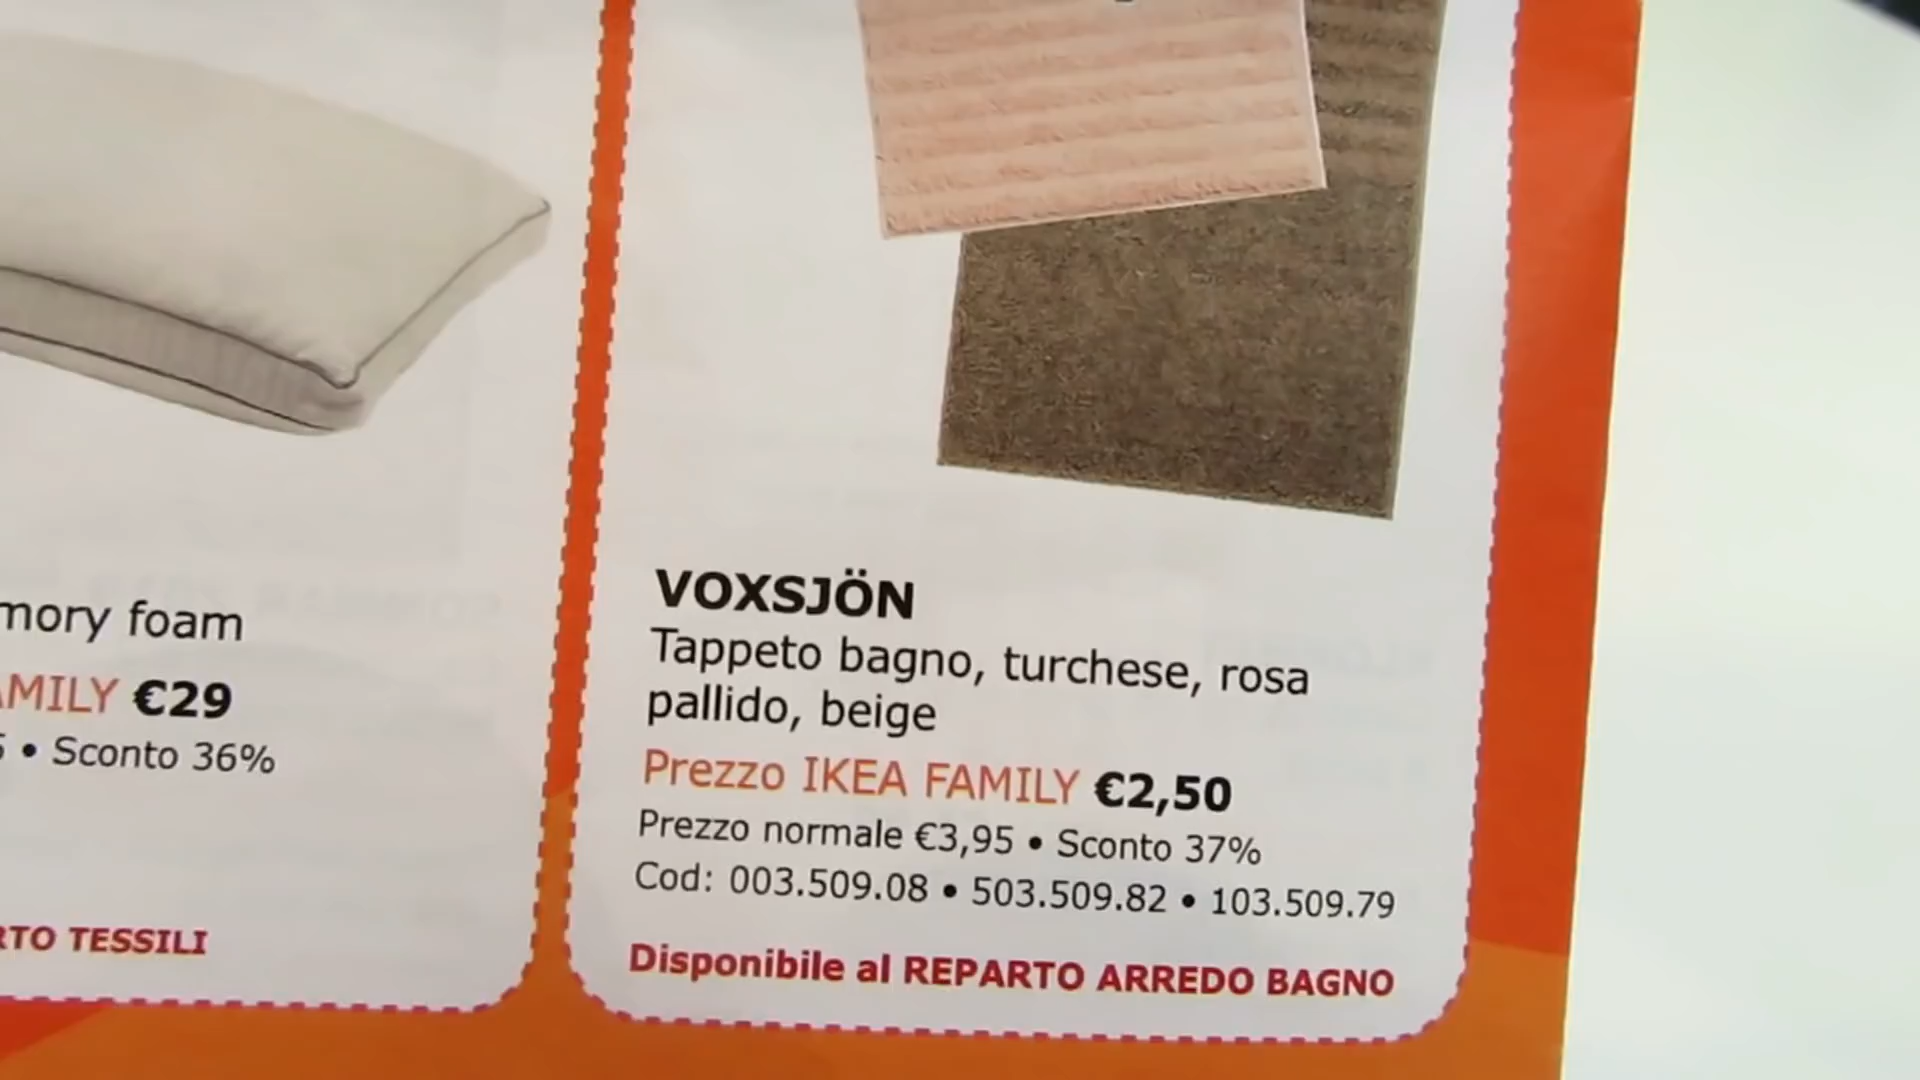 mory foam
AMILY €29
• Sconto 36%
RTO TESSILI
VOXSJÖN
Tappeto bagno, turchese, rosa
pallido, beige
Prezzo IKEA FAMILY €2,50
Prezzo normale €3,95 • Sconto 37%
Cod: 003.509.08 • 503.509.82 • 103.509.79
Disponibile al REPARTO ARREDO BAGNO